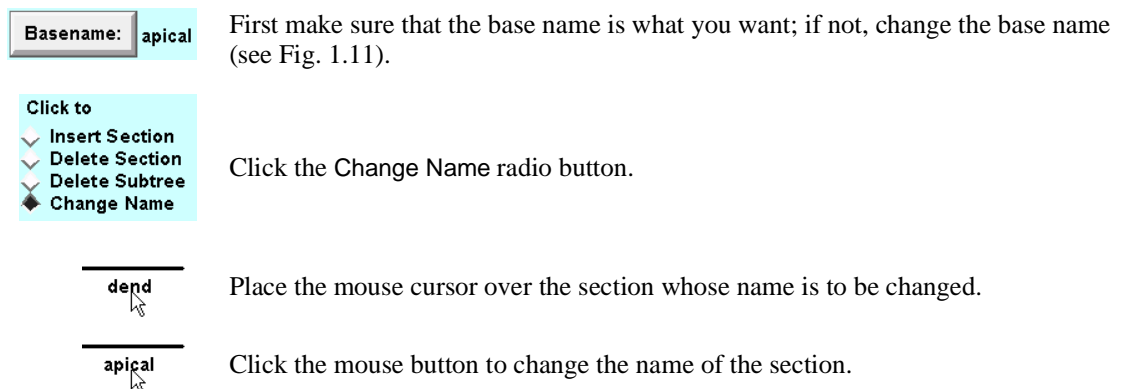 Basename: apical
First make sure that the base name is what you want; if not, change the base name
(see Fig. 1.11).
Click to
Insert Section
Delete Section
Delete Subtree
Change Name
Click the Change Name radio button.
dend
Place the mouse cursor over the section whose name is to be changed.
apical
Click the mouse button to change the name of the section.